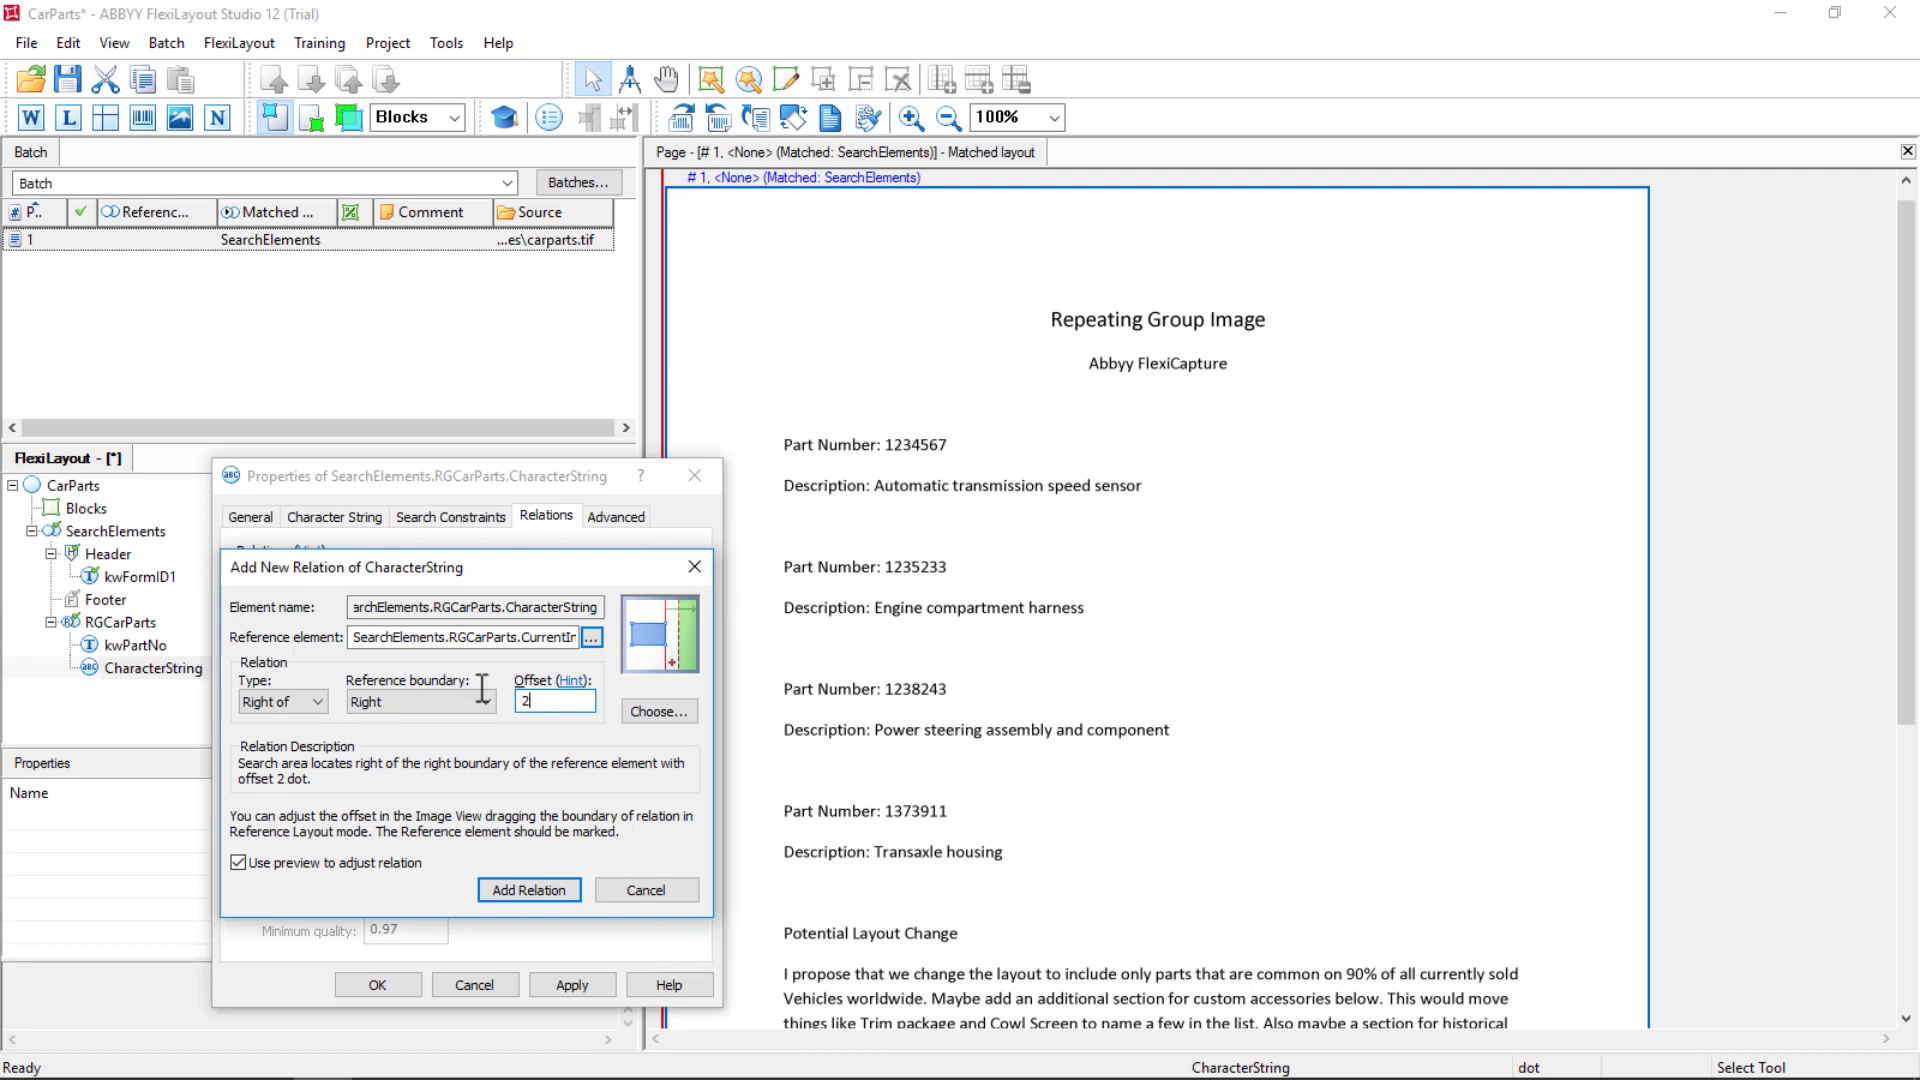 CarParts* - ABBYY FlexiLayout Studio 12 (Trial)
File Edit View Batch FlexiLayout Training Project Tools Help
W L N Blocks 100%
Batch
Page - [# 1, <None> (Matched: SearchElements)] - Matched layout
Batch Batches...
# 1, <None> (Matched: SearchElements)
# P.. Referenc... Matched ... Comment Source
1 SearchElements ...es\carparts.tif
Repeating Group Image
Abbyy FlexiCapture
Part Number: 1234567
Description: Automatic transmission speed sensor
Part Number: 1235233
Description: Engine compartment harness
Part Number: 1238243
Description: Power steering assembly and component
Part Number: 1373911
Description: Transaxle housing
Potential Layout Change
I propose that we change the layout to include only parts that are common on 90% of all currently sold
Vehicles worldwide. Maybe add an additional section for custom accessories below. This would move
things like Trim package and Cowl Screen to name a few in the list. Also maybe a section for historical
FlexiLayout - [*]
CarParts
Blocks
SearchElements
Header
kwFormID1
Footer
RGCarParts
kwPartNo
CharacterString
Properties
Name
Properties of SearchElements.RGCarParts.CharacterString ?
General Character String Search Constraints Relations Advanced
Add New Relation of CharacterString
Element name: archElements.RGCarParts.CharacterString
Reference element: SearchElements.RGCarParts.CurrentIr ...
Relation
Type: Reference boundary: Offset (Hint):
Right of Right 2
Choose...
Relation Description
Search area locates right of the right boundary of the reference element with
offset 2 dot.
You can adjust the offset in the Image View dragging the boundary of relation in
Reference Layout mode. The Reference element should be marked.
Use preview to adjust relation
Add Relation Cancel
Minimum quality: 0.97
OK Cancel Apply Help
Ready CharacterString dot Select Tool